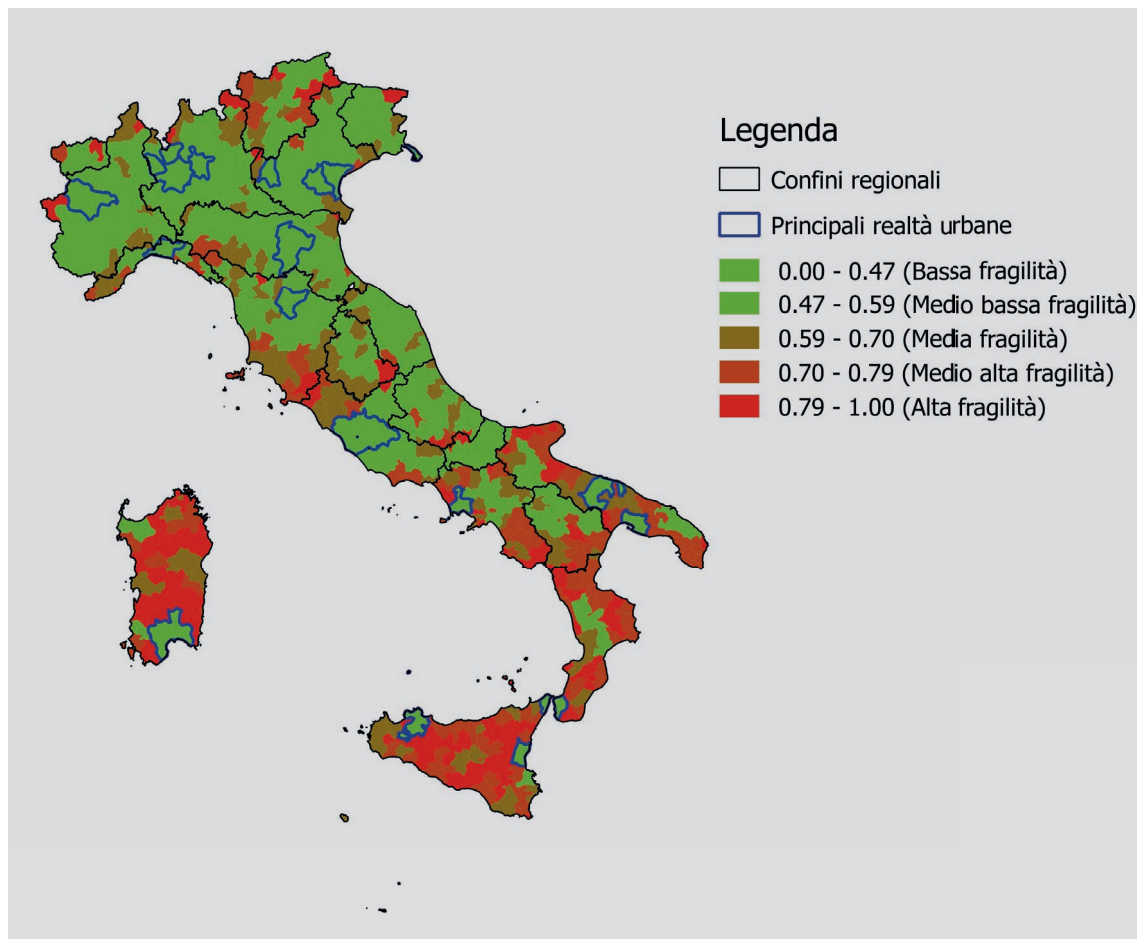 Legenda
Confini regionali
Principali realtà urbane
0.00 - 0.47 (Bassa fragilità)
0.47 - 0.59 (Medio bassa fragilità)
0.59 - 0.70 (Media fragilità)
0.70 - 0.79 (Medio alta fragilità)
0.79 - 1.00 (Alta fragilità)